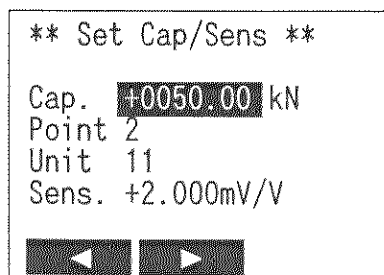 ** Set Cap/Sens **
Cap. +0050.00 kN
Point 2
Unit 11
Sens. +2.000mV/V
◀ ▶